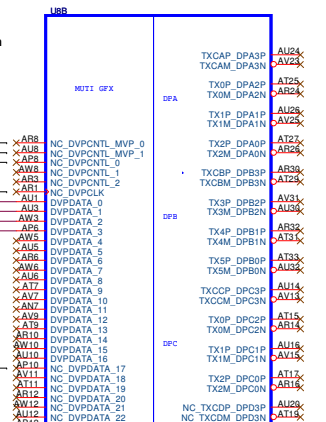 U8B
MUTI GFX
DPA
DPB
DPC
AR8 NC_DVPCNTL_MVP_0
AU8 NC_DVPCNTL_MVP_1
AP8 NC_DVPCNTL_0
AW8 NC_DVPCNTL_1
AR3 NC_DVPCNTL_2
AR1 NC_DVPCLK
AU1 DVPDATA_0
AU3 DVPDATA_1
AW3 DVPDATA_2
AP6 DVPDATA_3
AW5 DVPDATA_4
AU5 DVPDATA_5
AR6 DVPDATA_6
AW6 DVPDATA_7
AU6 DVPDATA_8
AT7 DVPDATA_9
AV7 DVPDATA_10
AN7 DVPDATA_11
AV9 DVPDATA_12
AT9 DVPDATA_13
AR10 DVPDATA_14
AW10 DVPDATA_15
AU10 DVPDATA_16
AP10 NC_DVPDATA_17
AV11 NC_DVPDATA_18
AT11 NC_DVPDATA_19
AR12 NC_DVPDATA_20
AW12 NC_DVPDATA_21
AU12 NC_DVPDATA_22
TXCAP_DPA3P AU24
TXCAM_DPA3N AV23
TX0P_DPA2P AT25
TX0M_DPA2N AR24
TX1P_DPA1P AU26
TX1M_DPA1N AV25
TX2P_DPA0P AT27
TX2M_DPA0N AR26
TXCBP_DPB3P AR30
TXCBM_DPB3N AT29
TX3P_DPB2P AV31
TX3M_DPB2N AU30
TX4P_DPB1P AR32
TX4M_DPB1N AT31
TX5P_DPB0P AT33
TX5M_DPB0N AU32
TXCCP_DPC3P AU14
TXCCM_DPC3N AV13
TX0P_DPC2P AT15
TX0M_DPC2N AR14
TX1P_DPC1P AU16
TX1M_DPC1N AV15
TX2P_DPC0P AT17
TX2M_DPC0N AR16
NC_TXCDP_DPD3P AU20
NC_TXCDM_DPD3N AT19